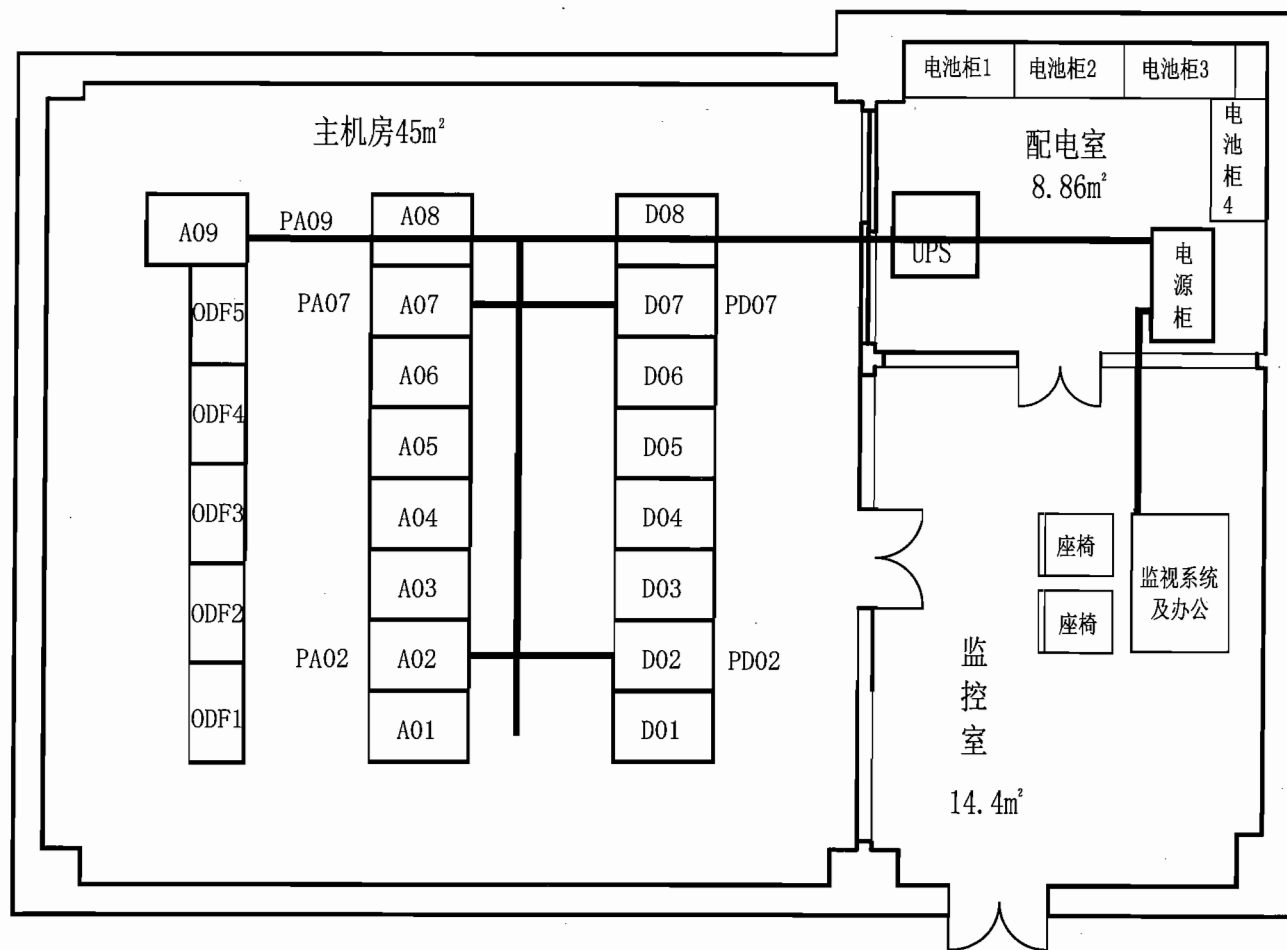 电池柜1
电池柜2
电池柜3
主机房45m²
配电室
8.86m²
电
池
柜
4
A09
PA09
A08
D08
UPS
电
源
柜
ODF5
PA07
A07
D07
PD07
A06
D06
ODF4
A05
D05
ODF3
A04
D04
座椅
A03
D03
监视系统
及办公
ODF2
座椅
PA02
A02
D02
PD02
监
控
室
ODF1
A01
D01
14.4m²